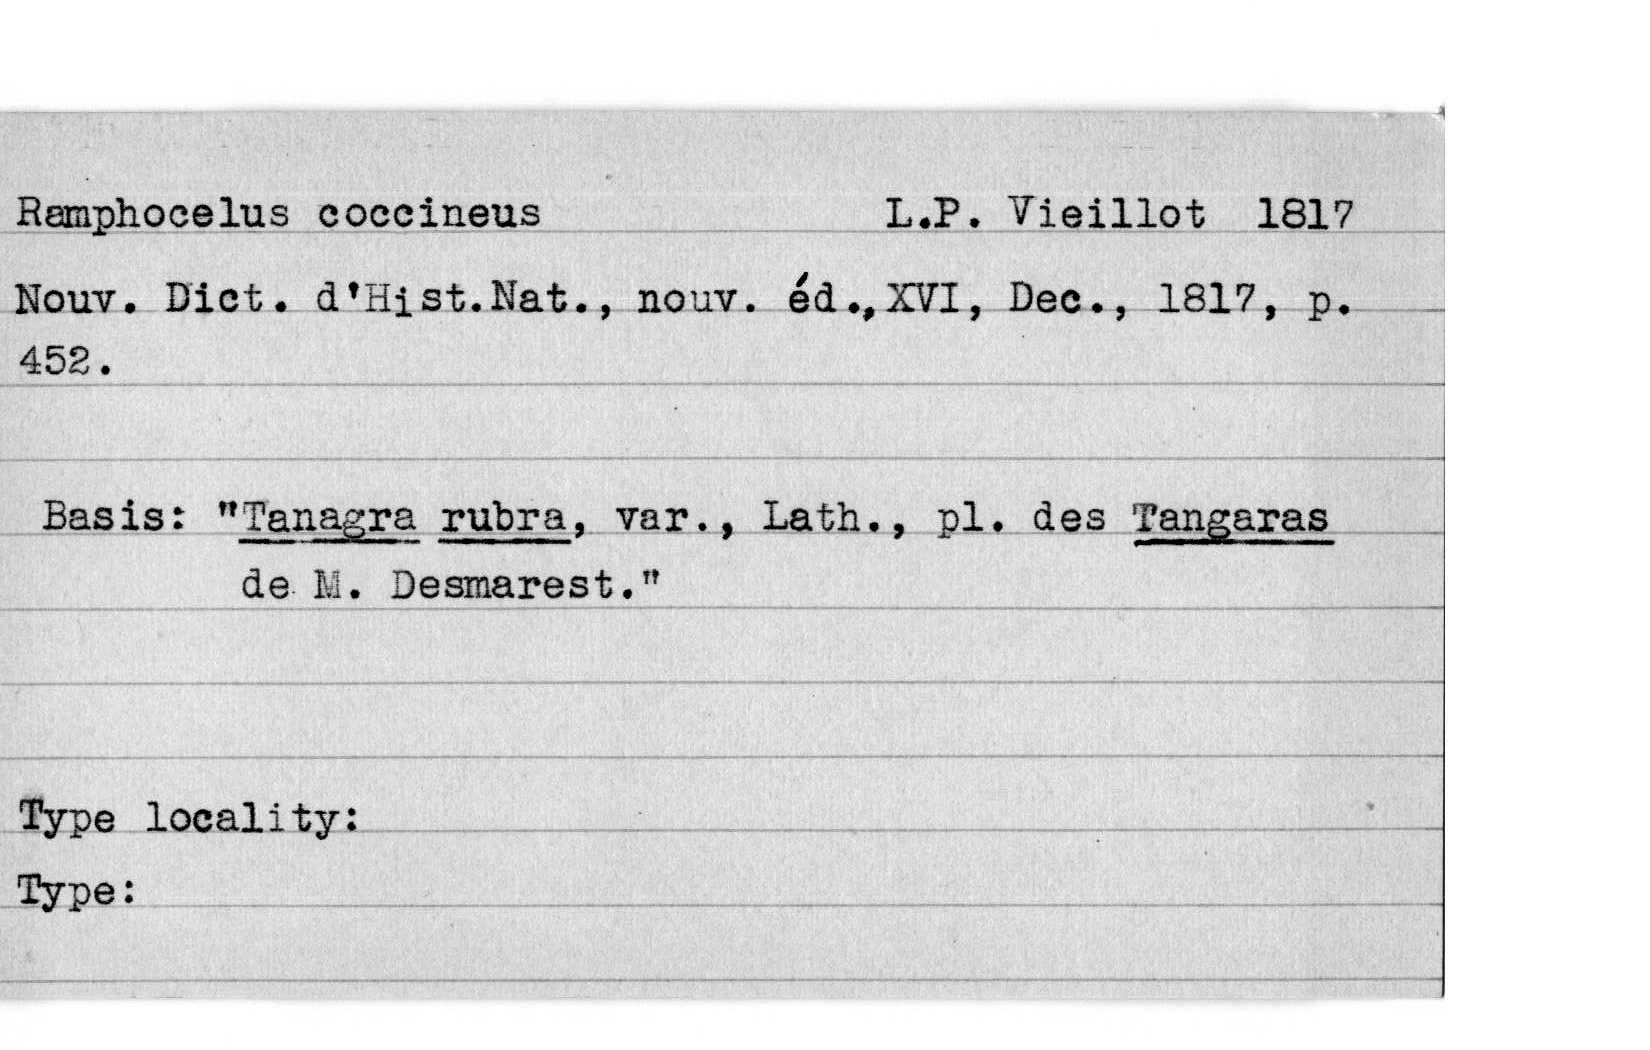 Ramphocelus coccineus L.P. Vieillot 1817
Nouv. Dict. d'Hist.Nat., nouv. éd., XVI, Dec., 1817, p.
452.
Basis: "Tanagra rubra, var., Lath., pl. des Tangaras
de M. Desmarest."
Type locality:
Type: